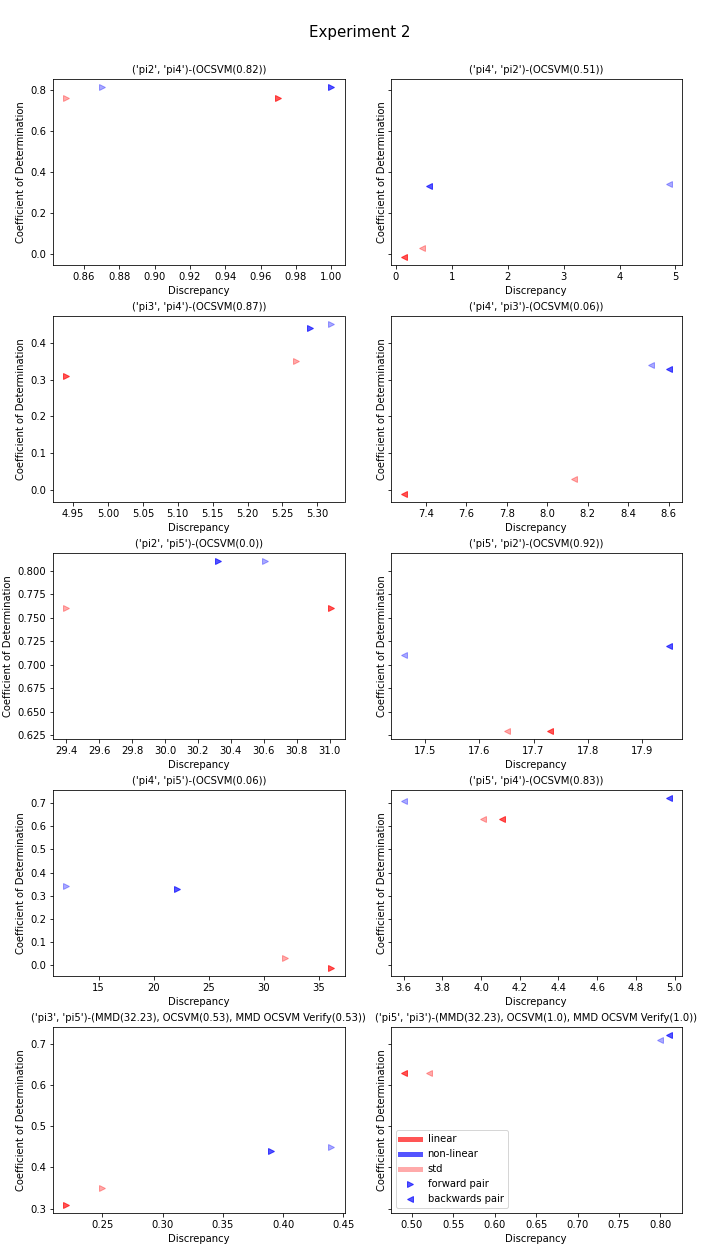 Experiment 2
('pi2', 'pi4')-(OCSVM(0.82))
Coefficient of Determination
0.8
0.6
0.4
0.2
0.0
0.86 0.88 0.90 0.92 0.94 0.96 0.98 1.00
Discrepancy
('pi4', 'pi2')-(OCSVM(0.51))
Coefficient of Determination
0 1 2 3 4 5
Discrepancy
('pi3', 'pi4')-(OCSVM(0.87))
Coefficient of Determination
0.4
0.3
0.2
0.1
0.0
4.95 5.00 5.05 5.10 5.15 5.20 5.25 5.30
Discrepancy
('pi4', 'pi3')-(OCSVM(0.06))
Coefficient of Determination
7.4 7.6 7.8 8.0 8.2 8.4 8.6
Discrepancy
('pi2', 'pi5')-(OCSVM(0.0))
Coefficient of Determination
0.800
0.775
0.750
0.725
0.700
0.675
0.650
0.625
29.4 29.6 29.8 30.0 30.2 30.4 30.6 30.8 31.0
Discrepancy
('pi5', 'pi2')-(OCSVM(0.92))
Coefficient of Determination
17.5 17.6 17.7 17.8 17.9
Discrepancy
('pi4', 'pi5')-(OCSVM(0.06))
Coefficient of Determination
0.7
0.6
0.5
0.4
0.3
0.2
0.1
0.0
15 20 25 30 35
Discrepancy
('pi5', 'pi4')-(OCSVM(0.83))
Coefficient of Determination
3.6 3.8 4.0 4.2 4.4 4.6 4.8 5.0
Discrepancy
('pi3', 'pi5')-(MMD(32.23), OCSVM(0.53), MMD OCSVM Verify(0.53))
Coefficient of Determination
0.7
0.6
0.5
0.4
0.3
0.25 0.30 0.35 0.40 0.45
Discrepancy
('pi5', 'pi3')-(MMD(32.23), OCSVM(1.0), MMD OCSVM Verify(1.0))
Coefficient of Determination
linear
non-linear
std
forward pair
backwards pair
0.50 0.55 0.60 0.65 0.70 0.75 0.80
Discrepancy